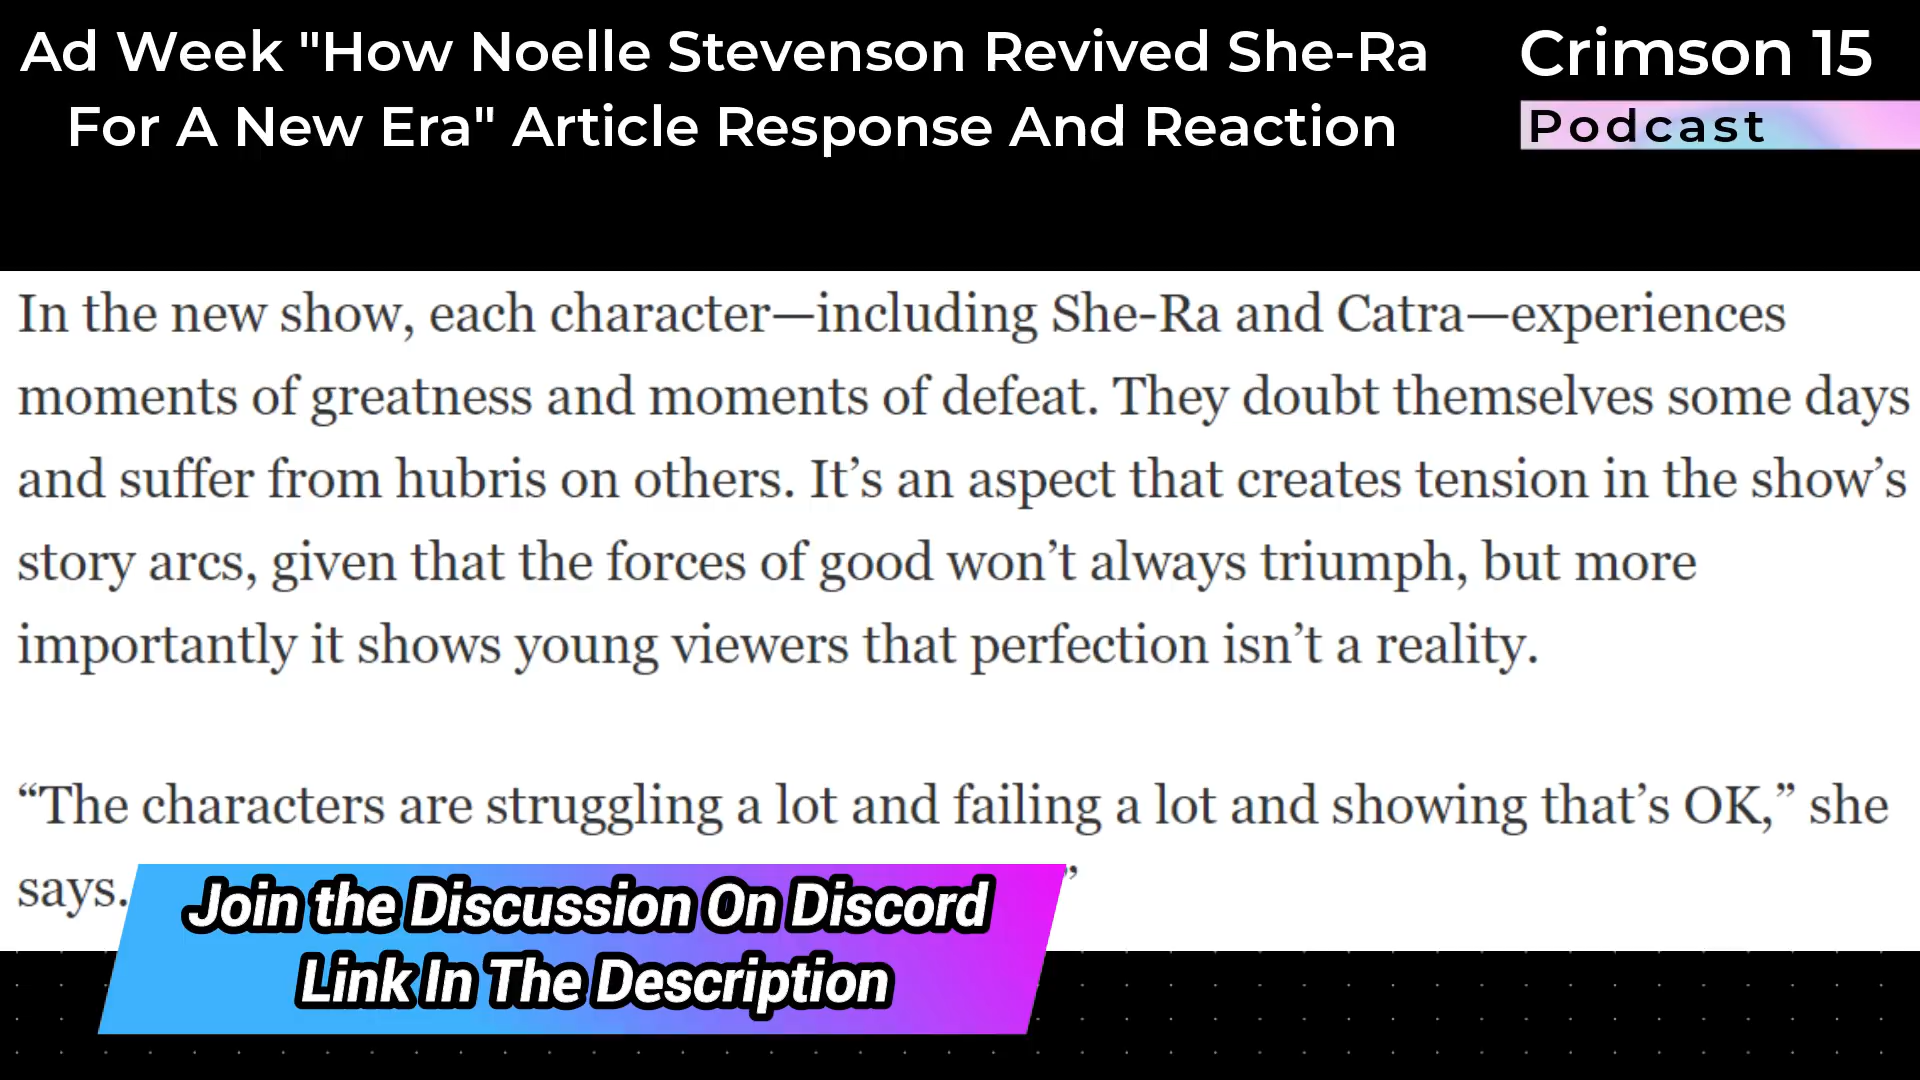 Ad Week "How Noelle Stevenson Revived She-Ra
For A New Era" Article Response And Reaction
Crimson 15
Podcast
In the new show, each character—including She-Ra and Catra—experiences
moments of greatness and moments of defeat. They doubt themselves some days
and suffer from hubris on others. It’s an aspect that creates tension in the show’s
story arcs, given that the forces of good won’t always triumph, but more
importantly it shows young viewers that perfection isn’t a reality.
“The characters are struggling a lot and failing a lot and showing that’s OK,” she
says. ”
Join the Discussion On Discord
Link In The Description